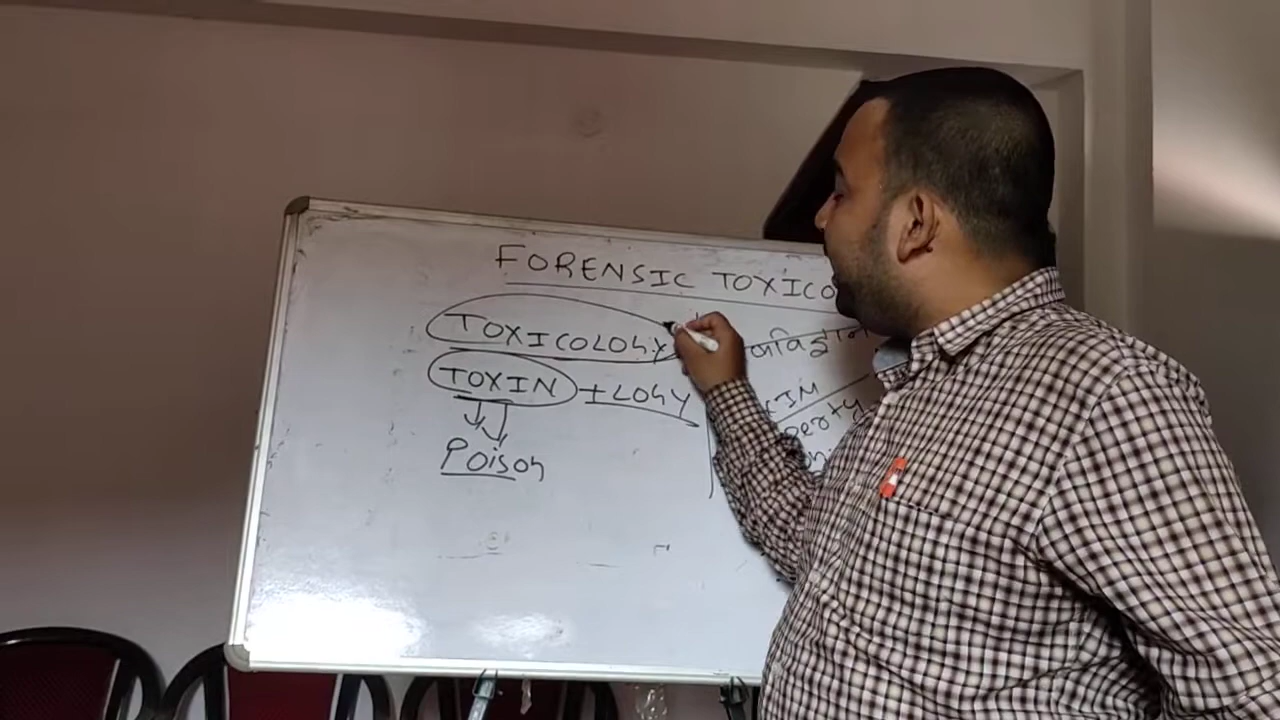 FORENSIC TOXICO
TOXICOLOGY
TOXIN + LOGY
Poison
विज्ञान